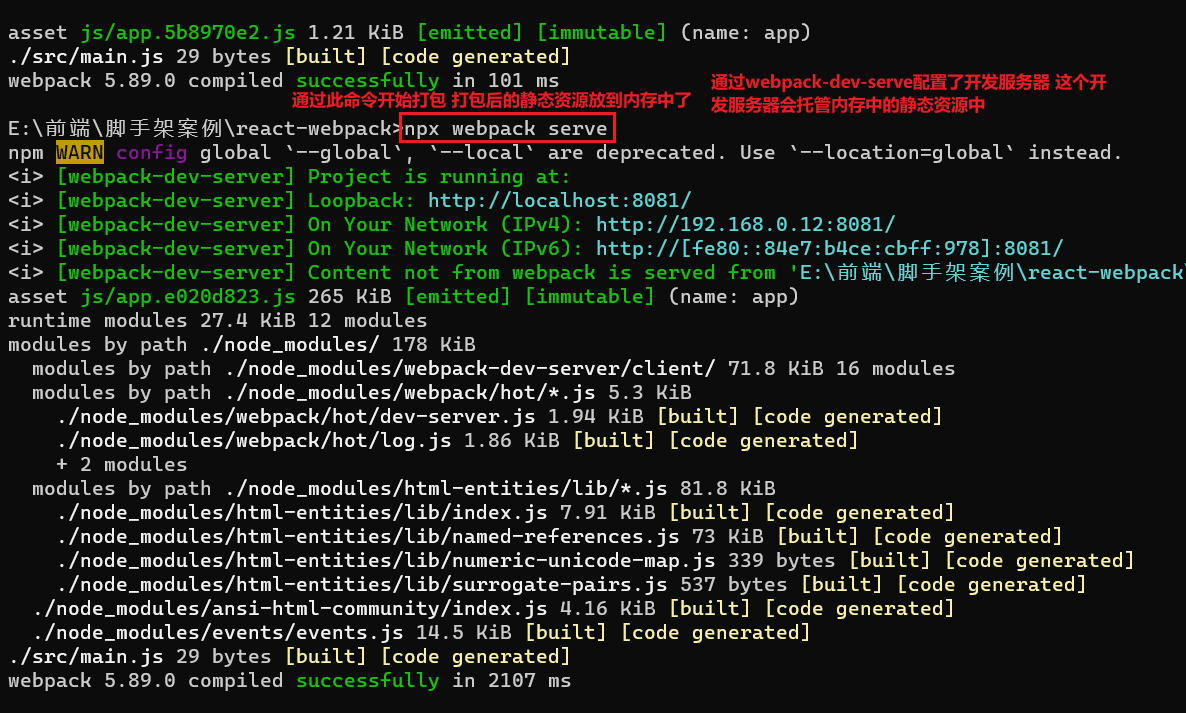 asset js/app.5b8970e2.js 1.21 KiB [emitted] [immutable] (name: app)
./src/main.js 29 bytes [built] [code generated]
webpack 5.89.0 compiled successfully in 101 ms
通过webpack-dev-serve配置了开发服务器 这个开
发服务器会托管内存中的静态资源中
通过此命令开始打包 打包后的静态资源放到内存中了
E:\前端\脚手架案例\react-webpack>npx webpack serve
npm WARN config global `--global`, `--local` are deprecated. Use `--location=global` instead.
<i> [webpack-dev-server] Project is running at:
<i> [webpack-dev-server] Loopback: http://localhost:8081/
<i> [webpack-dev-server] On Your Network (IPv4): http://192.168.0.12:8081/
<i> [webpack-dev-server] On Your Network (IPv6): http://[fe80::84e7:b4ce:cbff:978]:8081/
<i> [webpack-dev-server] Content not from webpack is served from 'E:\前端\脚手架案例\react-webpack\
asset js/app.e020d823.js 265 KiB [emitted] [immutable] (name: app)
runtime modules 27.4 KiB 12 modules
modules by path ./node_modules/ 178 KiB
  modules by path ./node_modules/webpack-dev-server/client/ 71.8 KiB 16 modules
  modules by path ./node_modules/webpack/hot/*.js 5.3 KiB
    ./node_modules/webpack/hot/dev-server.js 1.94 KiB [built] [code generated]
    ./node_modules/webpack/hot/log.js 1.86 KiB [built] [code generated]
    + 2 modules
  modules by path ./node_modules/html-entities/lib/*.js 81.8 KiB
    ./node_modules/html-entities/lib/index.js 7.91 KiB [built] [code generated]
    ./node_modules/html-entities/lib/named-references.js 73 KiB [built] [code generated]
    ./node_modules/html-entities/lib/numeric-unicode-map.js 339 bytes [built] [code generated]
    ./node_modules/html-entities/lib/surrogate-pairs.js 537 bytes [built] [code generated]
  ./node_modules/ansi-html-community/index.js 4.16 KiB [built] [code generated]
  ./node_modules/events/events.js 14.5 KiB [built] [code generated]
./src/main.js 29 bytes [built] [code generated]
webpack 5.89.0 compiled successfully in 2107 ms